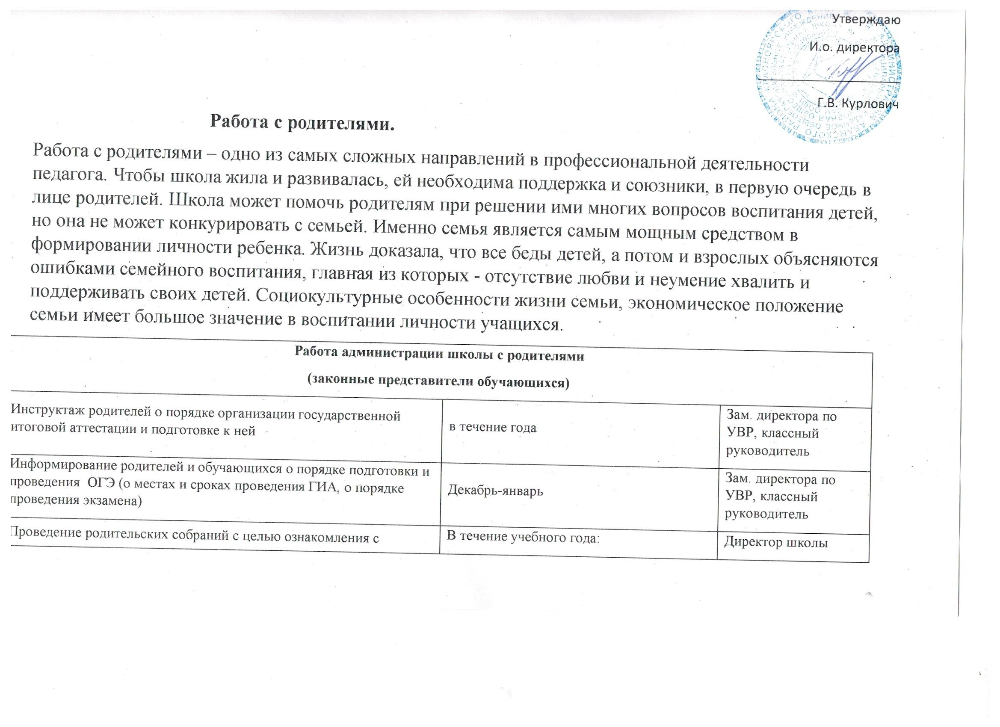 Утверждаю
И.о. директора
Г.В. Курлович
Работа с родителями.
Работа с родителями – одно из самых сложных направлений в профессиональной деятельности
педагога. Чтобы школа жила и развивалась, ей необходима поддержка и союзники, в первую очередь в
лице родителей. Школа может помочь родителям при решении ими многих вопросов воспитания детей,
но она не может конкурировать с семьей. Именно семья является самым мощным средством в
формировании личности ребенка. Жизнь доказала, что все беды детей, а потом и взрослых объясняются
ошибками семейного воспитания, главная из которых - отсутствие любви и неумение хвалить и
поддерживать своих детей. Социокультурные особенности жизни семьи, экономическое положение
семьи имеет большое значение в воспитании личности учащихся.
Работа администрации школы с родителями
(законные представители обучающихся)
Инструктаж родителей о порядке организации государственной
итоговой аттестации и подготовке к ней
в течение года
Зам. директора по
УВР, классный
руководитель
Информирование родителей и обучающихся о порядке подготовки и
проведения ОГЭ (о местах и сроках проведения ГИА, о порядке
проведения экзамена)
Декабрь-январь
Зам. директора по
УВР, классный
руководитель
Проведение родительских собраний с целью ознакомления с
В течение учебного года:
Директор школы